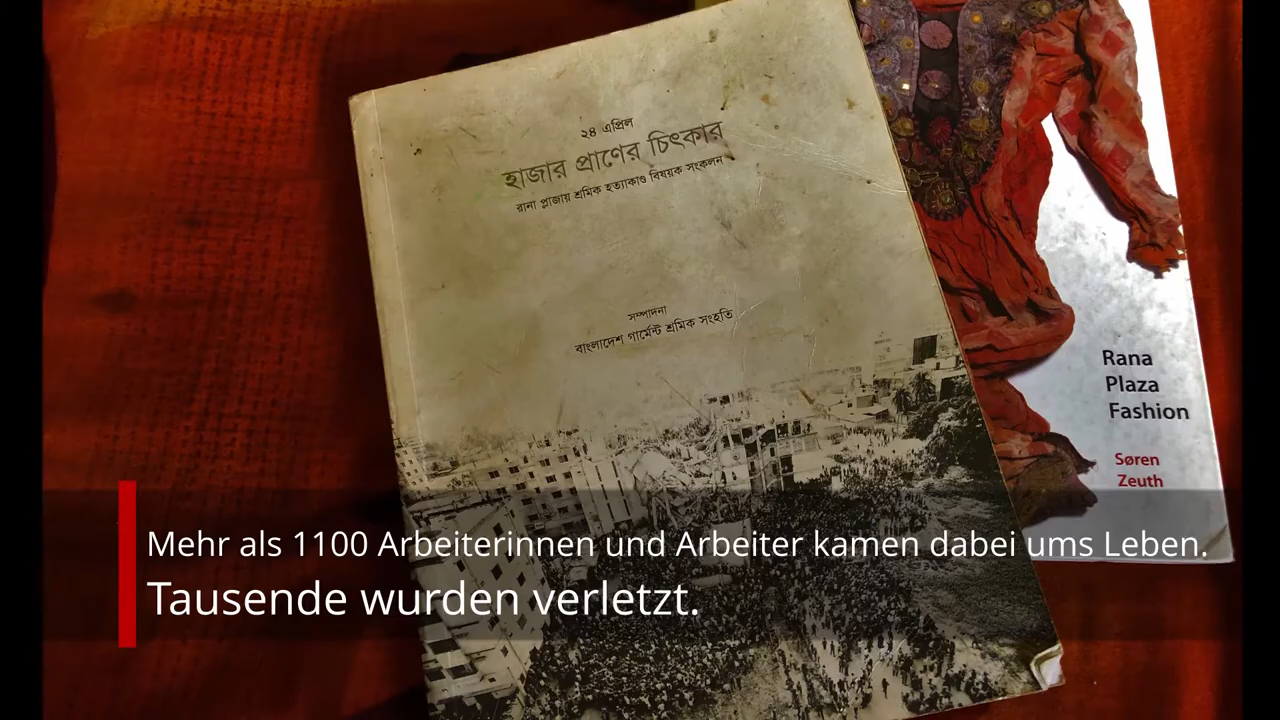 ২৪ এপ্রিল
হাজার প্রাণের চিৎকার
রানা প্লাজায় শ্রমিক হত্যাকাণ্ড বিষয়ক সংকলন
সম্পাদনা
বাংলাদেশ গার্মেন্ট শ্রমিক সংহতি
Rana
Plaza
Fashion
Søren
Zeuth
Mehr als 1100 Arbeiterinnen und Arbeiter kamen dabei ums Leben.
Tausende wurden verletzt.